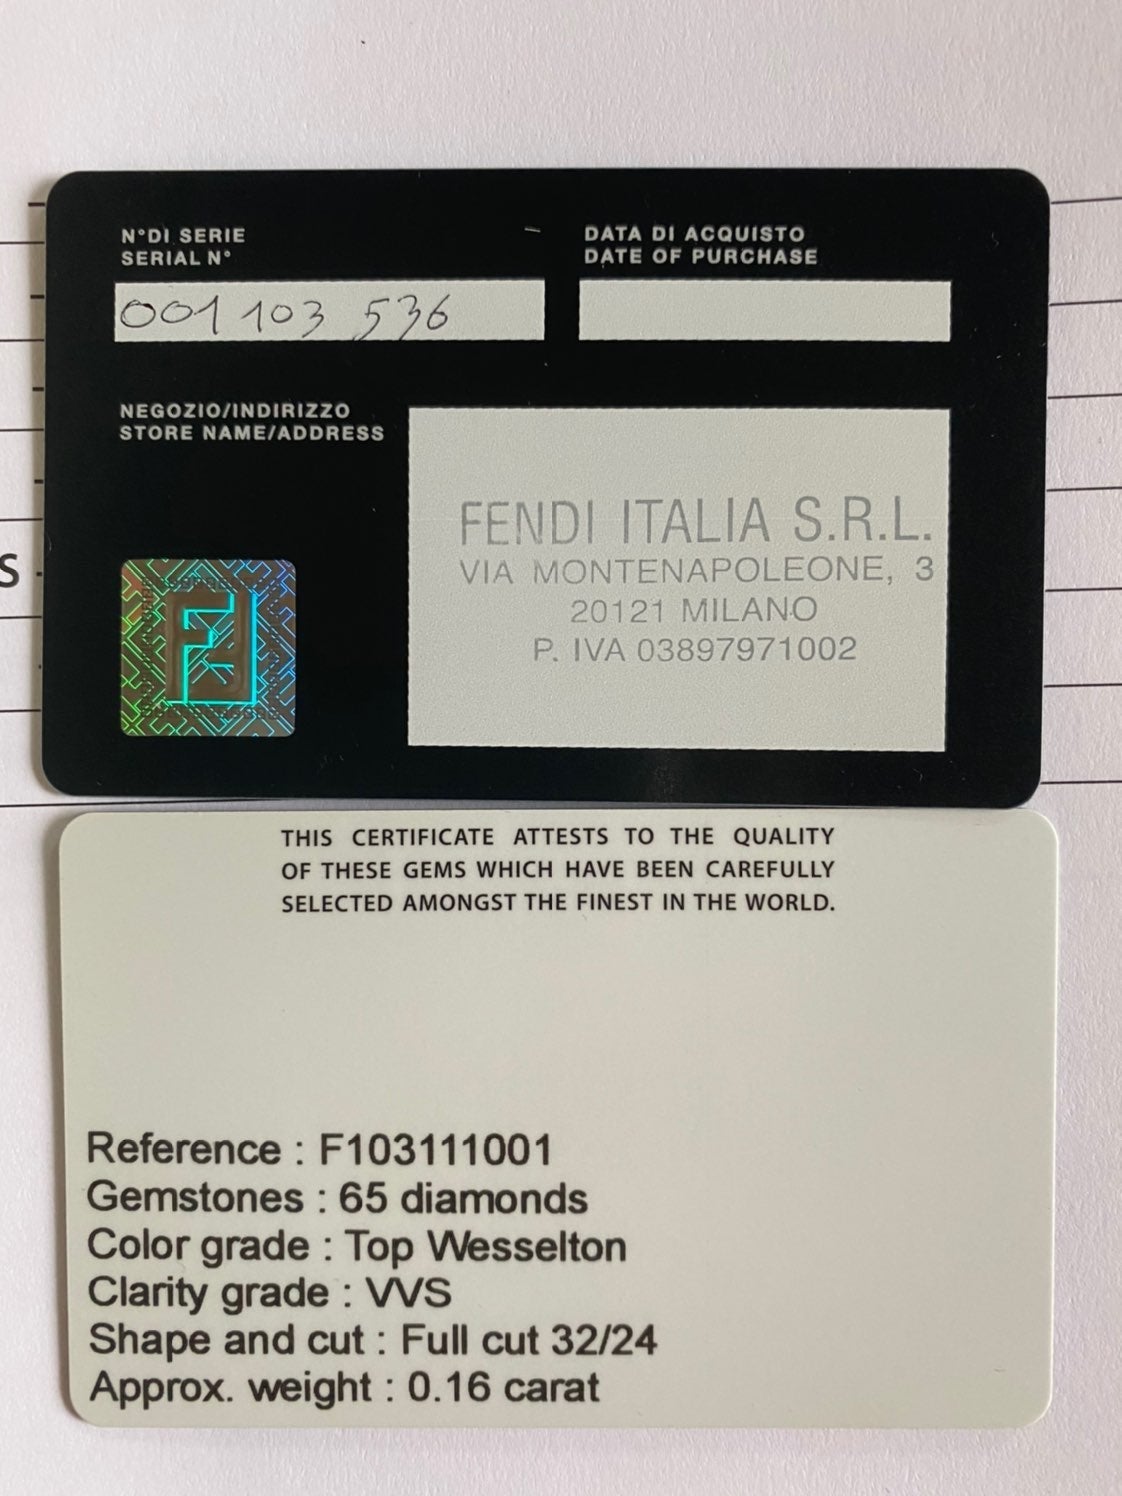 N°DI SERIE
SERIAL N°
001 103 536
DATA DI ACQUISTO
DATE OF PURCHASE
NEGOZIO/INDIRIZZO
STORE NAME/ADDRESS
FENDI ITALIA S.R.L.
VIA MONTENAPOLEONE, 3
20121 MILANO
P. IVA 03897971002
S
THIS CERTIFICATE ATTESTS TO THE QUALITY
OF THESE GEMS WHICH HAVE BEEN CAREFULLY
SELECTED AMONGST THE FINEST IN THE WORLD.
Reference : F103111001
Gemstones : 65 diamonds
Color grade : Top Wesselton
Clarity grade : VVS
Shape and cut : Full cut 32/24
Approx. weight : 0.16 carat